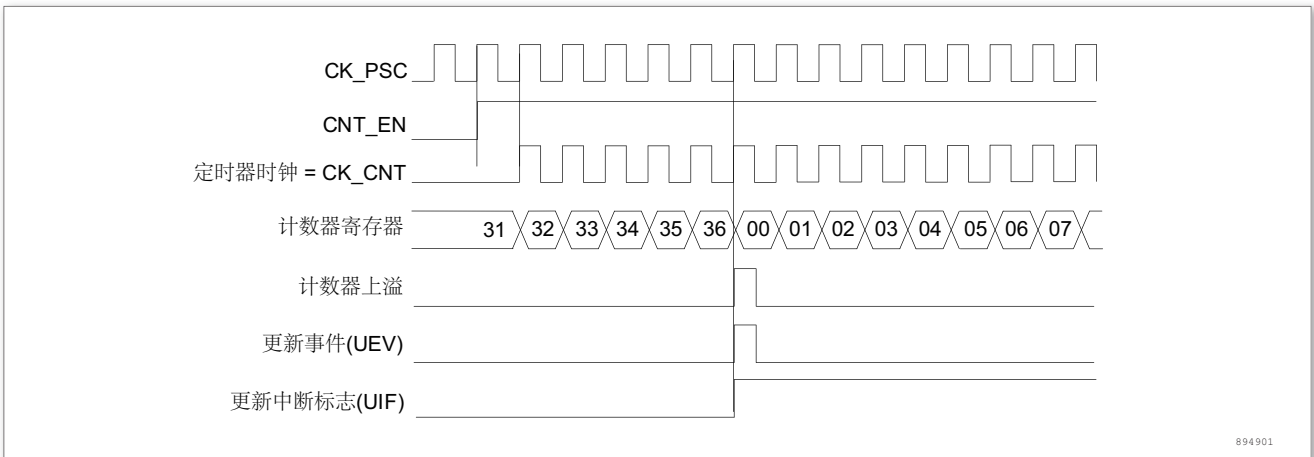 CK_PSC
CNT_EN
定时器时钟 = CK_CNT
计数器寄存器 31 32 33 34 35 36 00 01 02 03 04 05 06 07
计数器上溢
更新事件(UEV)
更新中断标志(UIF)
894901